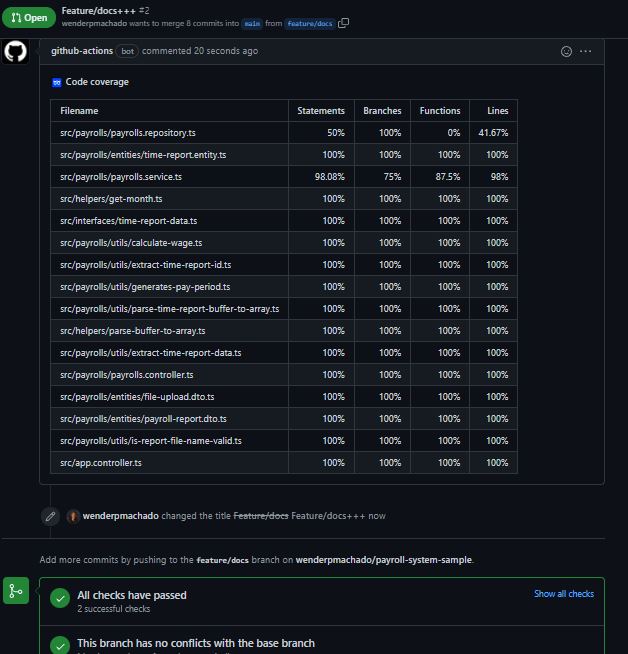 Open
Feature/docs+++ #2
wenderpmachado wants to merge 8 commits into main from feature/docs
github-actions bot commented 20 seconds ago
Code coverage
Filename Statements Branches Functions Lines
src/payrolls/payrolls.repository.ts 50% 100% 0% 41.67%
src/payrolls/entities/time-report.entity.ts 100% 100% 100% 100%
src/payrolls/payrolls.service.ts 98.08% 75% 87.5% 98%
src/helpers/get-month.ts 100% 100% 100% 100%
src/interfaces/time-report-data.ts 100% 100% 100% 100%
src/payrolls/utils/calculate-wage.ts 100% 100% 100% 100%
src/payrolls/utils/extract-time-report-id.ts 100% 100% 100% 100%
src/payrolls/utils/generates-pay-period.ts 100% 100% 100% 100%
src/payrolls/utils/parse-time-report-buffer-to-array.ts 100% 100% 100% 100%
src/helpers/parse-buffer-to-array.ts 100% 100% 100% 100%
src/payrolls/utils/extract-time-report-data.ts 100% 100% 100% 100%
src/payrolls/payrolls.controller.ts 100% 100% 100% 100%
src/payrolls/entities/file-upload.dto.ts 100% 100% 100% 100%
src/payrolls/entities/payroll-report.dto.ts 100% 100% 100% 100%
src/payrolls/utils/is-report-file-name-valid.ts 100% 100% 100% 100%
src/app.controller.ts 100% 100% 100% 100%
wenderpmachado changed the title Feature/docs Feature/docs+++ now
Add more commits by pushing to the feature/docs branch on wenderpmachado/payroll-system-sample.
All checks have passed
Show all checks
2 successful checks
This branch has no conflicts with the base branch